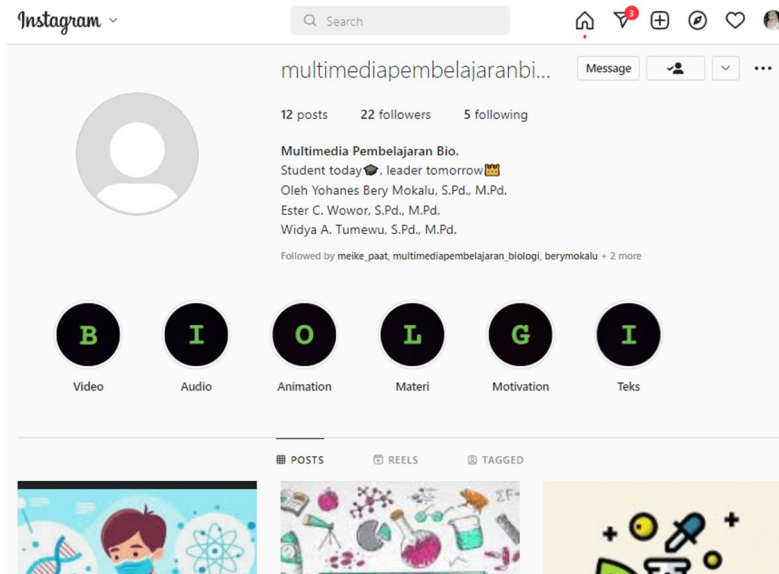 Instagram
Search
3
multimediapembelajaranbi...
Message
12 posts 22 followers 5 following
Multimedia Pembelajaran Bio.
Student today🎓, leader tomorrow👑
Oleh Yohanes Bery Mokalu, S.Pd., M.Pd.
Ester C. Wowor, S.Pd., M.Pd.
Widya A. Tumewu, S.Pd., M.Pd.
Followed by meike_paat, multimediapembelajaran_biologi, berymokalu + 2 more
B I O L G I
Video Audio Animation Materi Motivation Teks
POSTS REELS TAGGED
ΣF=